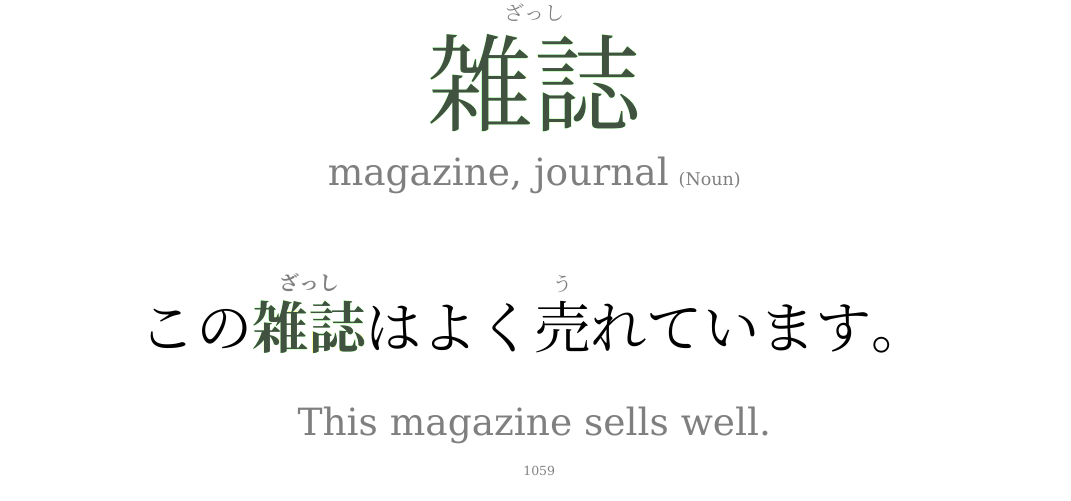 ざっし
雑誌
magazine, journal (Noun)
ざっし う
この雑誌はよく売れています。
This magazine sells well.
1059